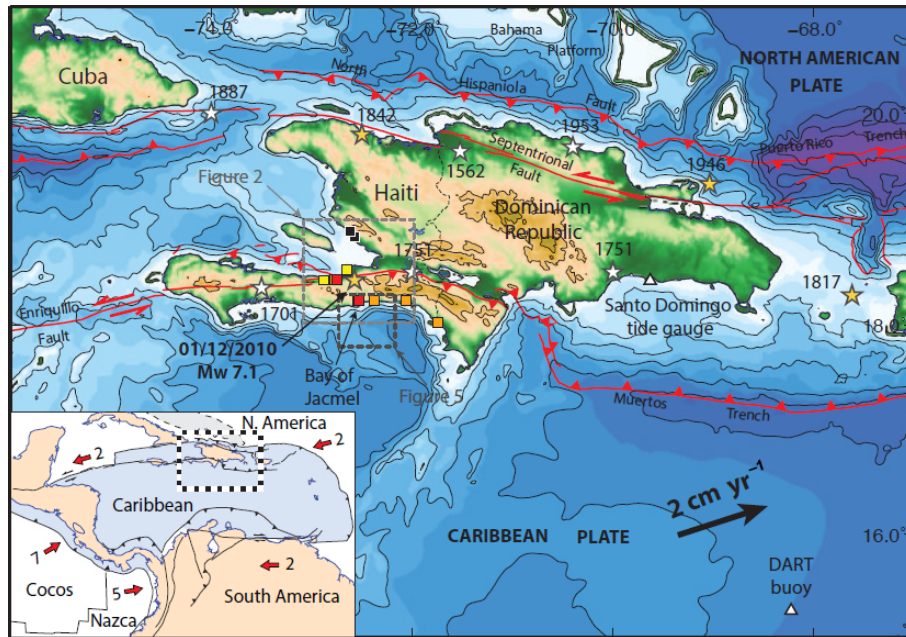 −74.0°
−72.0°
−70.0°
−68.0°
Bahama
Platform
NORTH AMERICAN
PLATE
Cuba
1887
North
Hispaniola
Fault
20.0°
1842
1953
1562
Septentrional
Fault
1946
Puerto Rico
Trench
Figure 2
Haiti
Dominican
Republic
1751
1751
1817
Enriquillo
Fault
1701
Santo Domingo
tide gauge
18.0°
01/12/2010
Mw 7.1
Bay of
Jacmel
Figure 5
Muertos
Trench
N. America
2
2
Caribbean
7
2
Cocos
5
Nazca
South America
2 cm yr⁻¹
CARIBBEAN PLATE
16.0°
DART
buoy